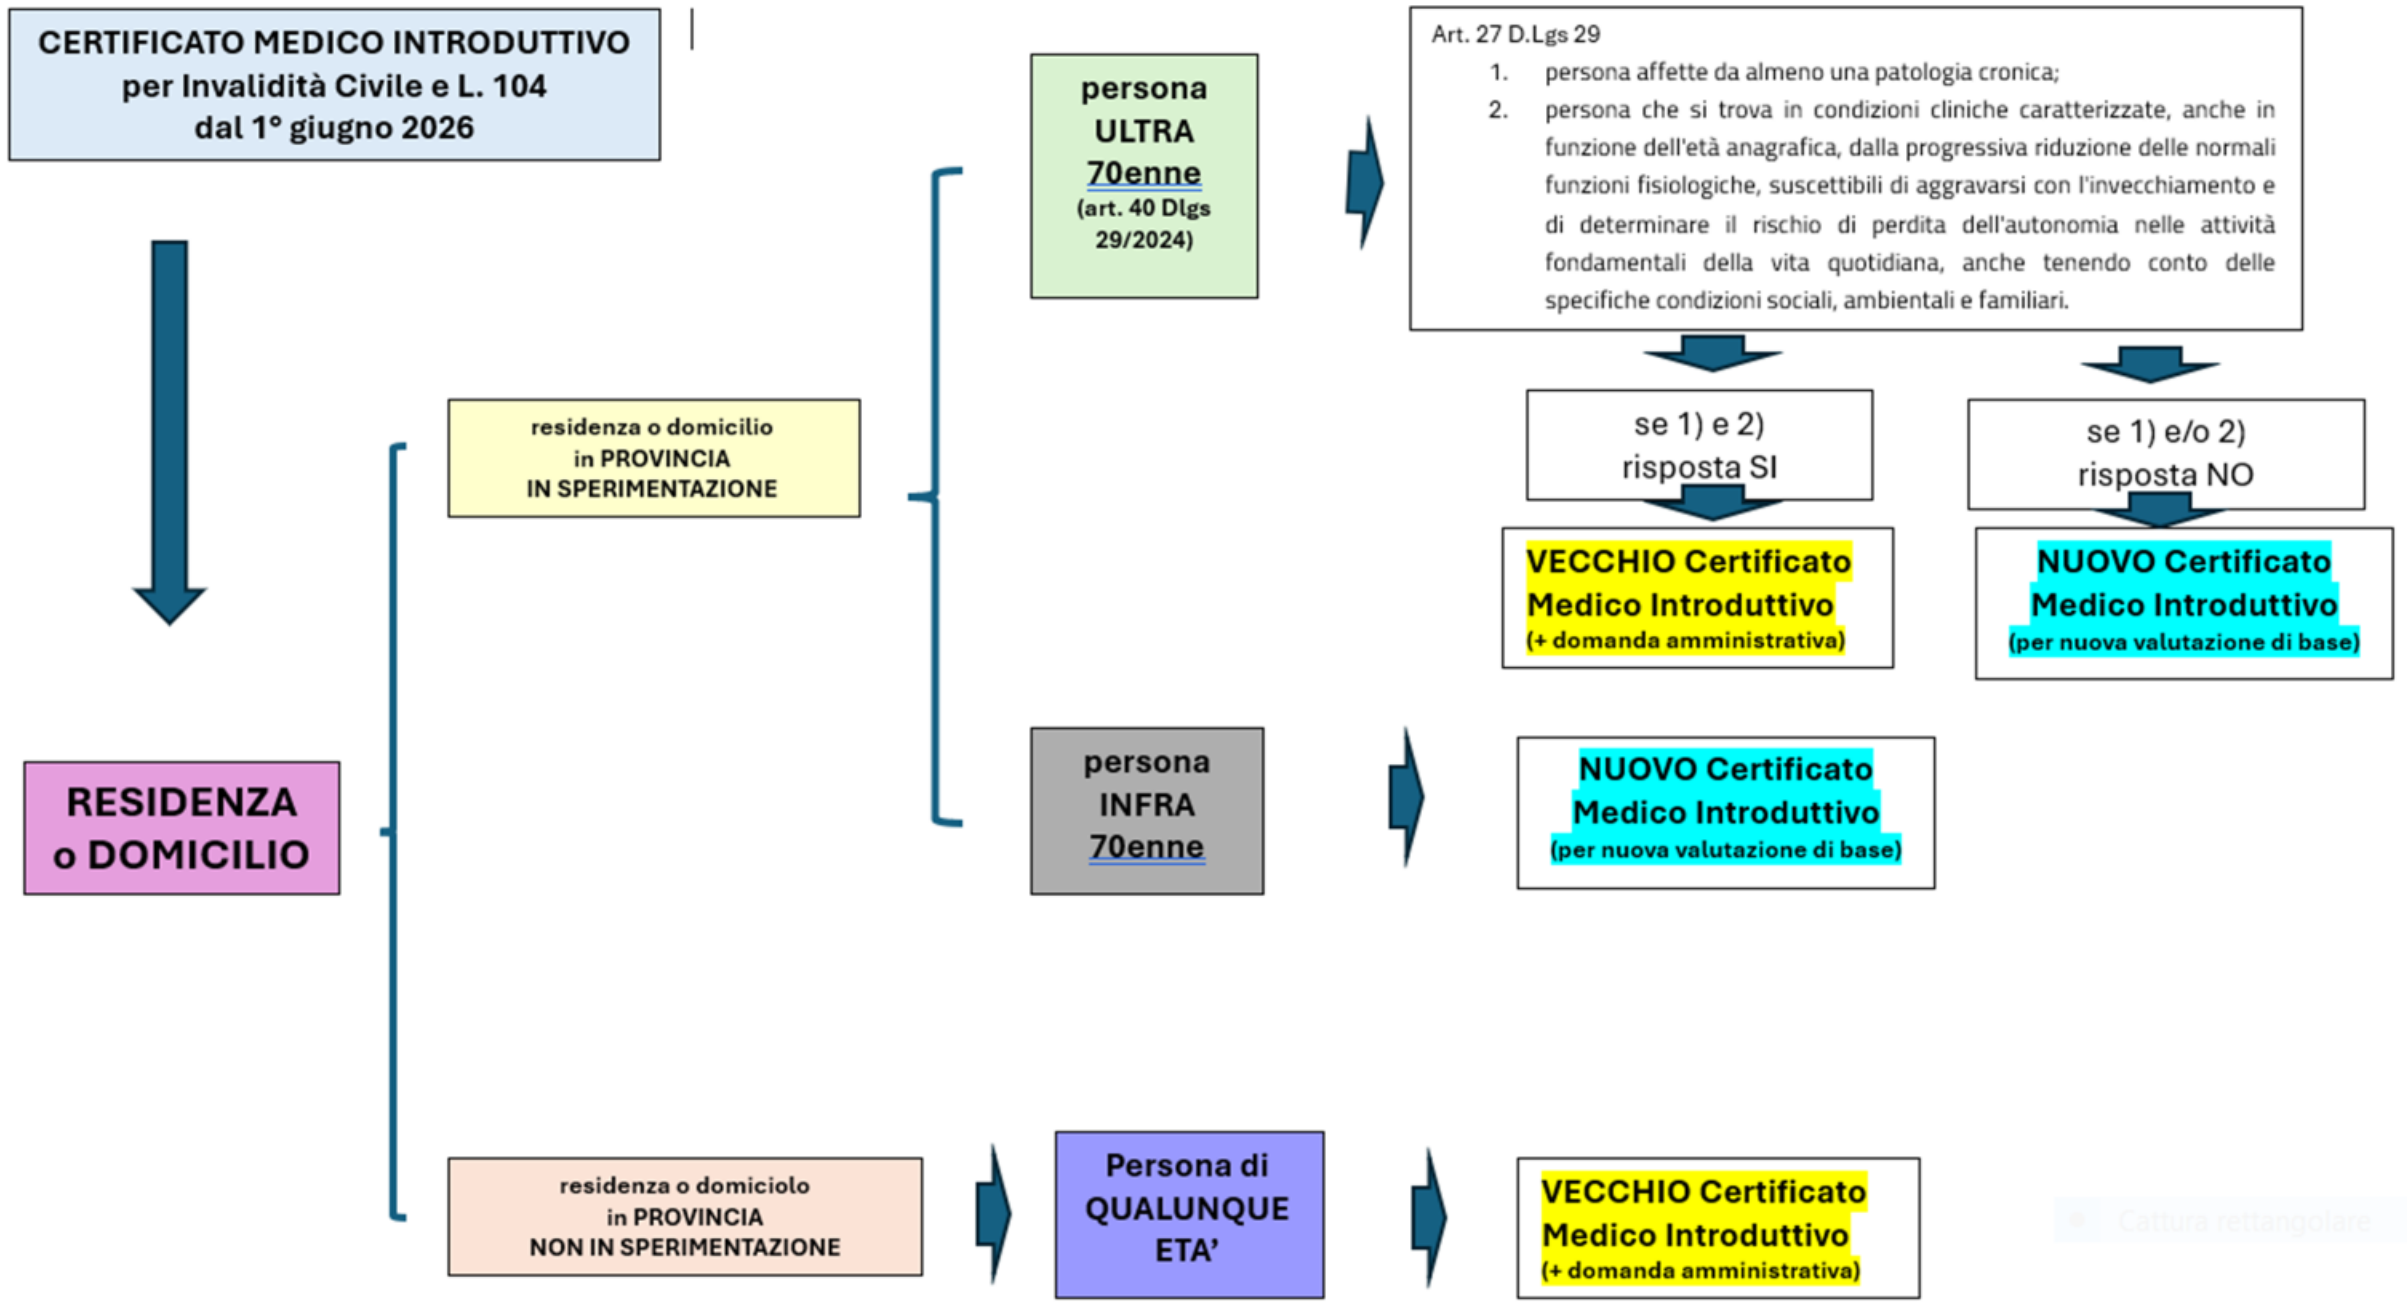 CERTIFICATO MEDICO INTRODUTTIVO
per Invalidità Civile e L. 104
dal 1° giugno 2026
RESIDENZA
o DOMICILIO
residenza o domicilio
in PROVINCIA
IN SPERIMENTAZIONE
persona
ULTRA
70enne
(art. 40 Dlgs
29/2024)
Art. 27 D.Lgs 29
1. persona affette da almeno una patologia cronica;
2. persona che si trova in condizioni cliniche caratterizzate, anche in
funzione dell'età anagrafica, dalla progressiva riduzione delle normali
funzioni fisiologiche, suscettibili di aggravarsi con l'invecchiamento e
di determinare il rischio di perdita dell'autonomia nelle attività
fondamentali della vita quotidiana, anche tenendo conto delle
specifiche condizioni sociali, ambientali e familiari.
se 1) e 2)
risposta SI
VECCHIO Certificato
Medico Introduttivo
(+ domanda amministrativa)
se 1) e/o 2)
risposta NO
NUOVO Certificato
Medico Introduttivo
(per nuova valutazione di base)
persona
INFRA
70enne
NUOVO Certificato
Medico Introduttivo
(per nuova valutazione di base)
residenza o domiciolo
in PROVINCIA
NON IN SPERIMENTAZIONE
Persona di
QUALUNQUE
ETA’
VECCHIO Certificato
Medico Introduttivo
(+ domanda amministrativa)
Cattura rettangolare